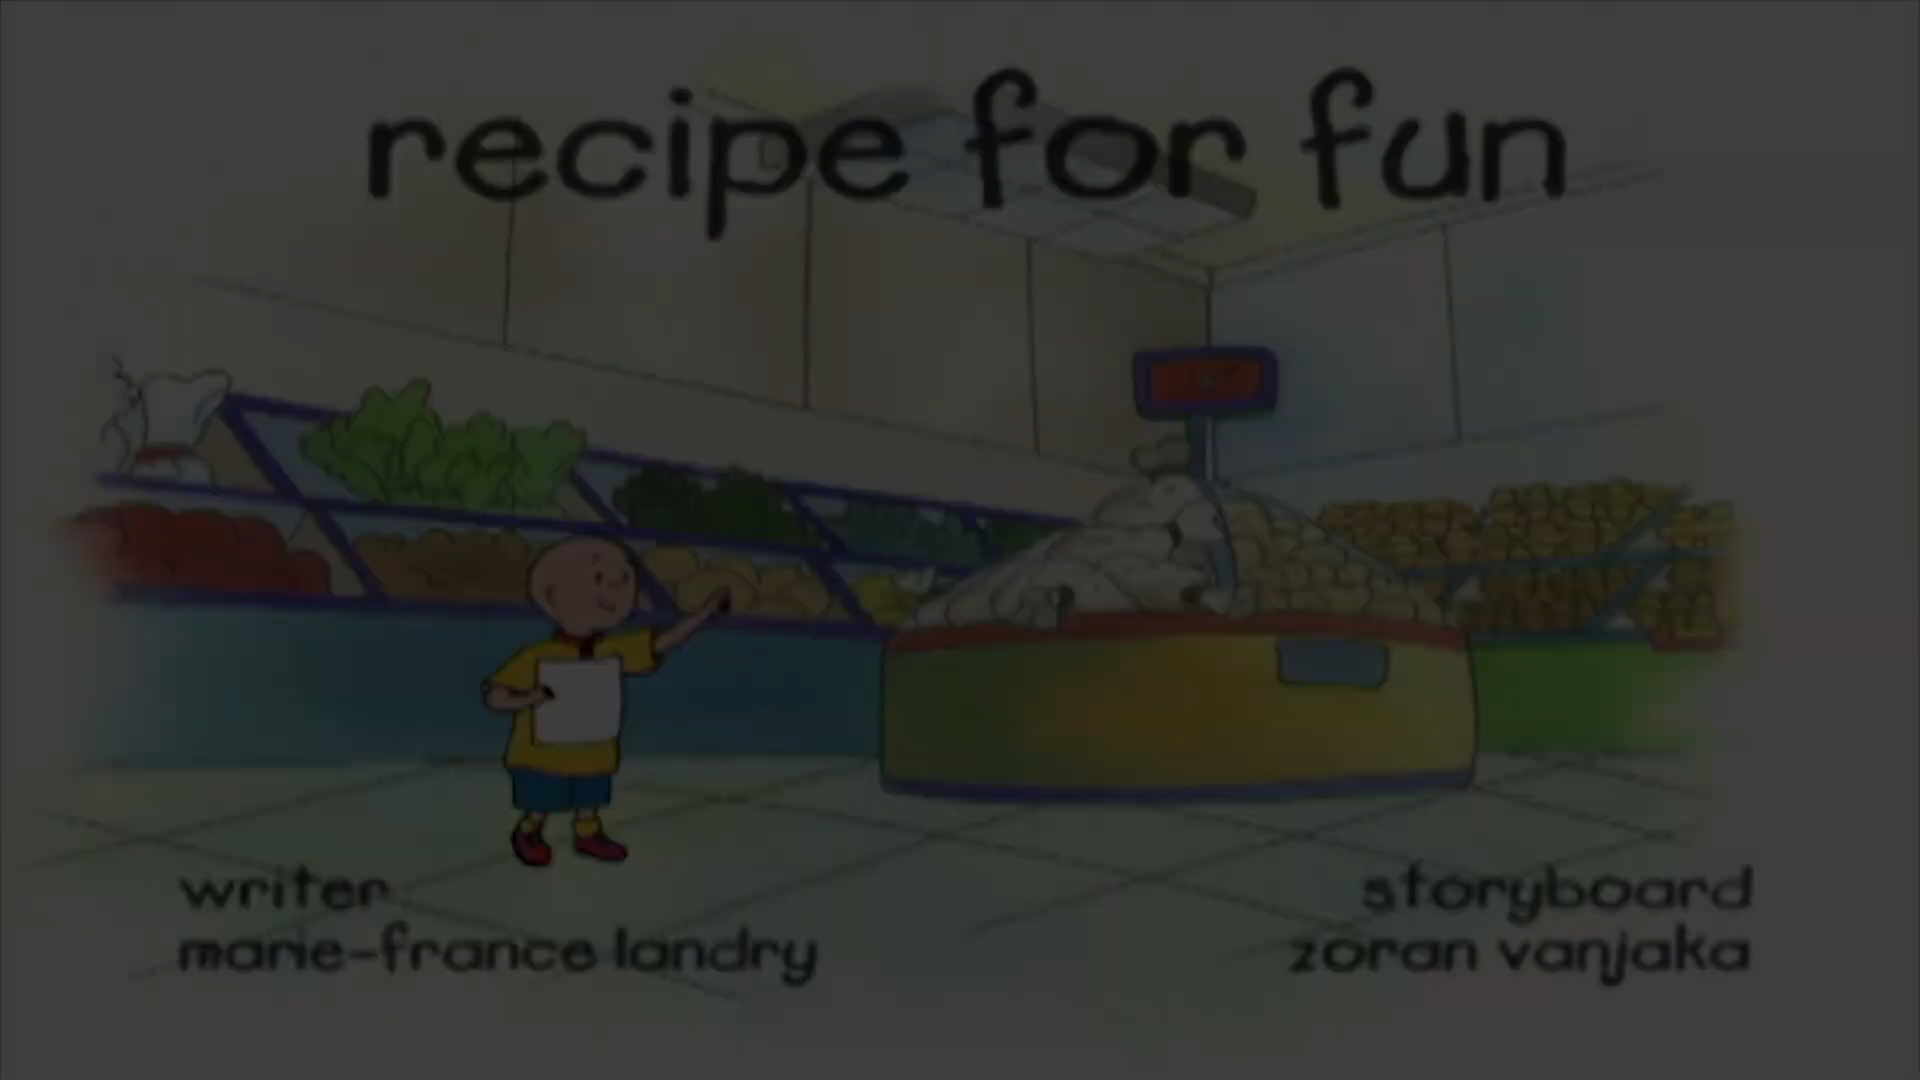 recipe for fun
writer
marie-france landry
storyboard
zoran vanjaka